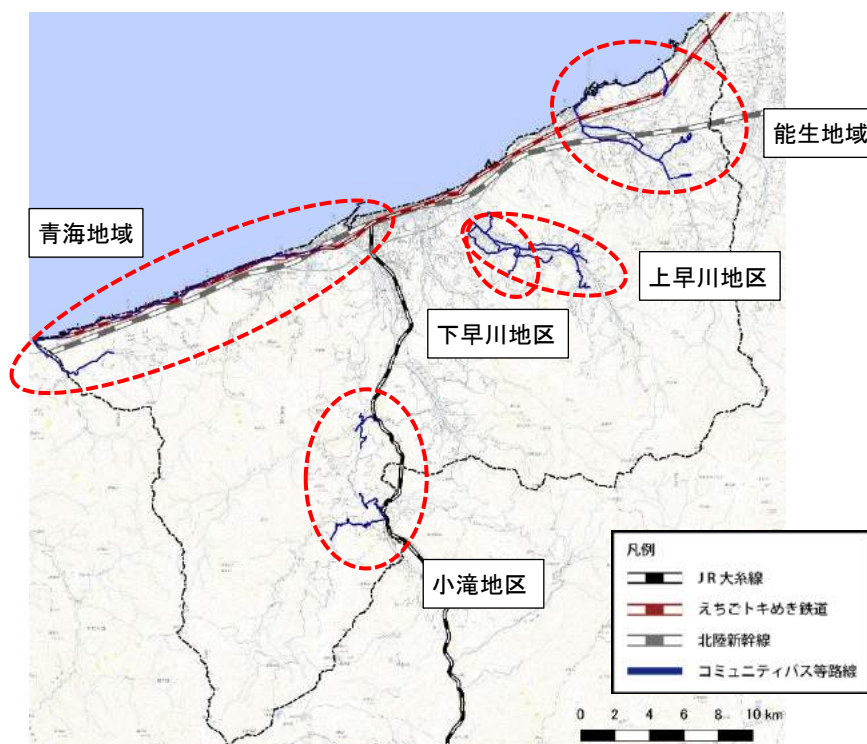 能生地域
青海地域
上早川地区
下早川地区
小滝地区
凡例
JR大糸線
えちごトキめき鉄道
北陸新幹線
コミュニティバス等路線
0 2 4 6 8 10 km